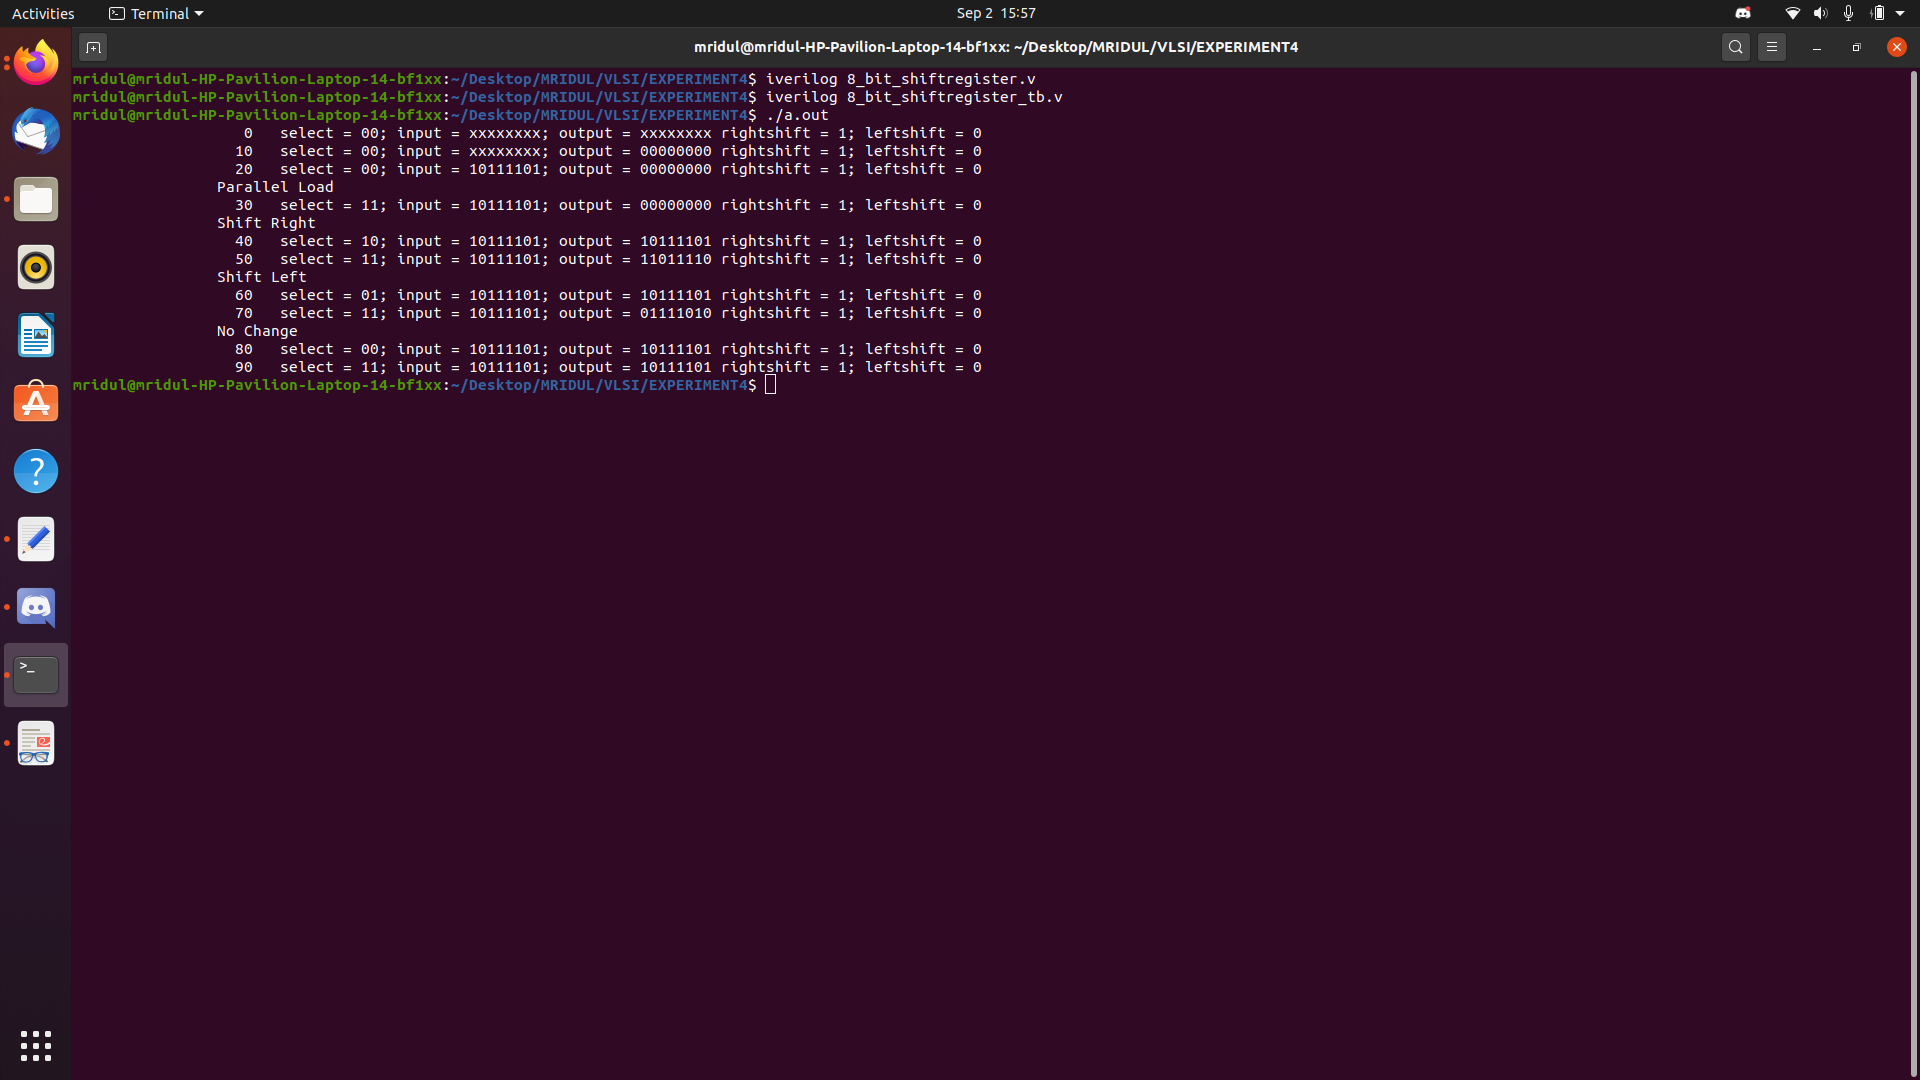 Activities Terminal Sep 2 15:57
mridul@mridul-HP-Pavilion-Laptop-14-bf1xx: ~/Desktop/MRIDUL/VLSI/EXPERIMENT4
mridul@mridul-HP-Pavilion-Laptop-14-bf1xx:~/Desktop/MRIDUL/VLSI/EXPERIMENT4$ iverilog 8_bit_shiftregister.v
mridul@mridul-HP-Pavilion-Laptop-14-bf1xx:~/Desktop/MRIDUL/VLSI/EXPERIMENT4$ iverilog 8_bit_shiftregister_tb.v
mridul@mridul-HP-Pavilion-Laptop-14-bf1xx:~/Desktop/MRIDUL/VLSI/EXPERIMENT4$ ./a.out
0 select = 00; input = xxxxxxxx; output = xxxxxxxx rightshift = 1; leftshift = 0
10 select = 00; input = xxxxxxxx; output = 00000000 rightshift = 1; leftshift = 0
20 select = 00; input = 10111101; output = 00000000 rightshift = 1; leftshift = 0
Parallel Load
30 select = 11; input = 10111101; output = 00000000 rightshift = 1; leftshift = 0
Shift Right
40 select = 10; input = 10111101; output = 10111101 rightshift = 1; leftshift = 0
50 select = 11; input = 10111101; output = 11011110 rightshift = 1; leftshift = 0
Shift Left
60 select = 01; input = 10111101; output = 10111101 rightshift = 1; leftshift = 0
70 select = 11; input = 10111101; output = 01111010 rightshift = 1; leftshift = 0
No Change
80 select = 00; input = 10111101; output = 10111101 rightshift = 1; leftshift = 0
90 select = 11; input = 10111101; output = 10111101 rightshift = 1; leftshift = 0
mridul@mridul-HP-Pavilion-Laptop-14-bf1xx:~/Desktop/MRIDUL/VLSI/EXPERIMENT4$